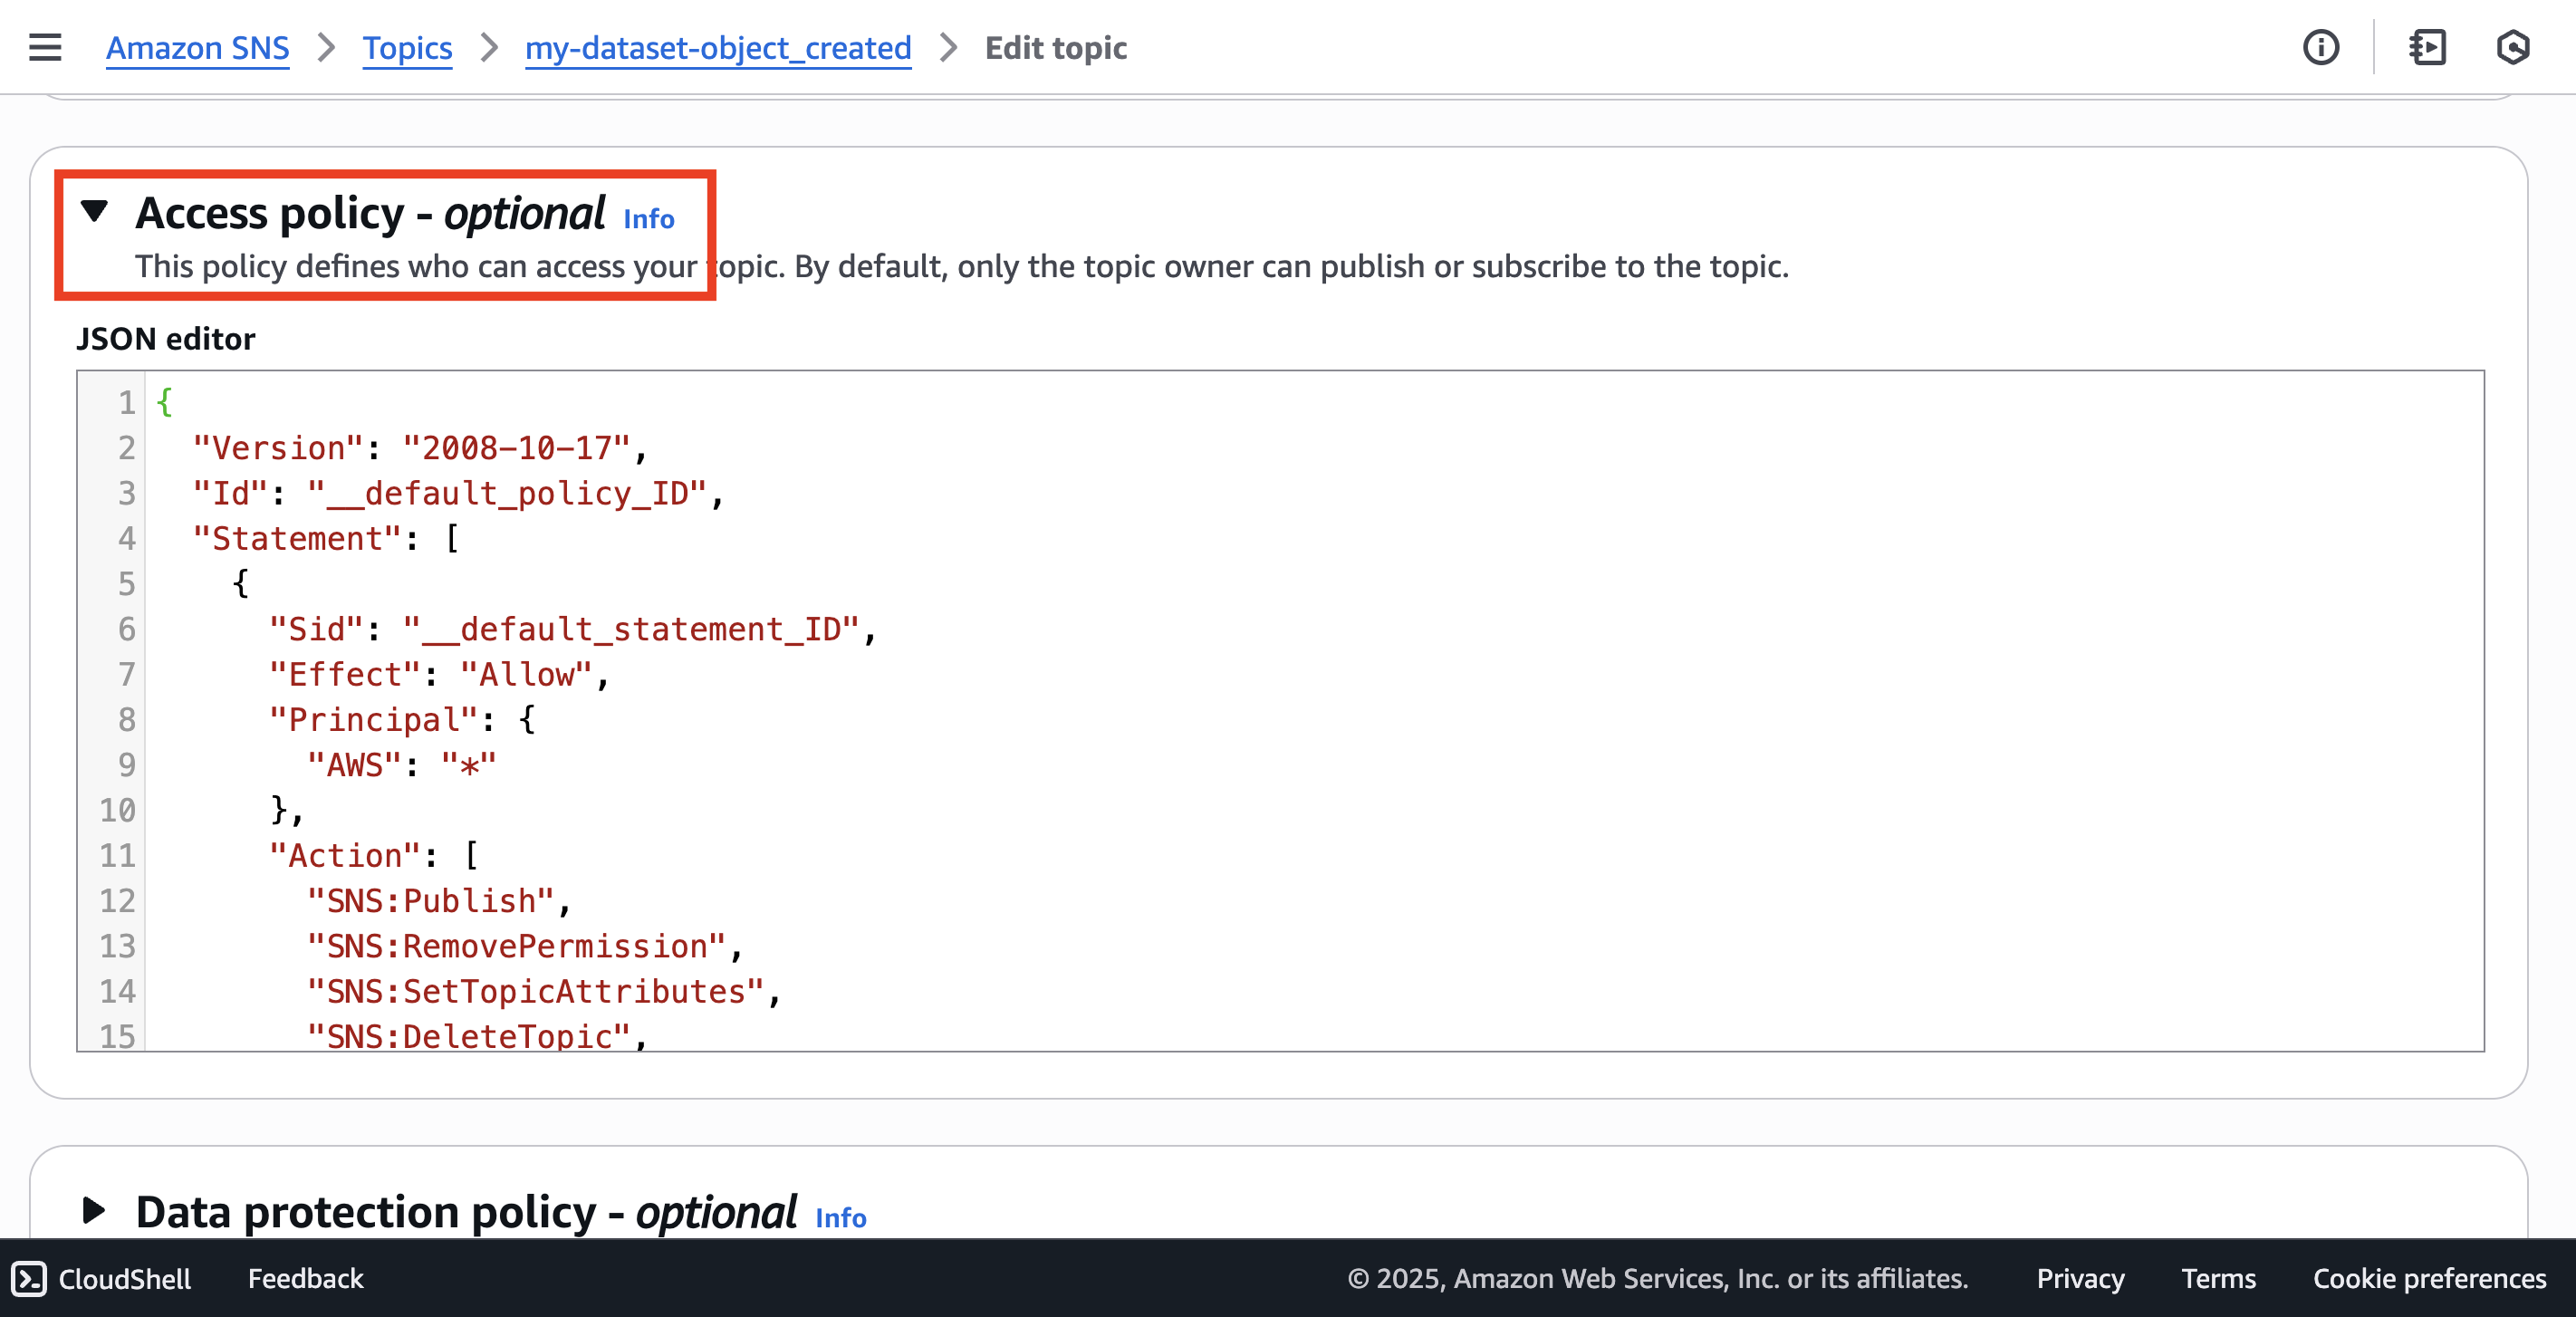 Amazon SNS > Topics > my-dataset-object_created > Edit topic
Access policy - optional Info
This policy defines who can access your topic. By default, only the topic owner can publish or subscribe to the topic.
JSON editor
1 {
2 "Version": "2008-10-17",
3 "Id": "__default_policy_ID",
4 "Statement": [
5 {
6 "Sid": "__default_statement_ID",
7 "Effect": "Allow",
8 "Principal": {
9 "AWS": "*"
10 },
11 "Action": [
12 "SNS:Publish",
13 "SNS:RemovePermission",
14 "SNS:SetTopicAttributes",
15 "SNS:DeleteTopic",
Data protection policy - optional Info
CloudShell Feedback © 2025, Amazon Web Services, Inc. or its affiliates. Privacy Terms Cookie preferences